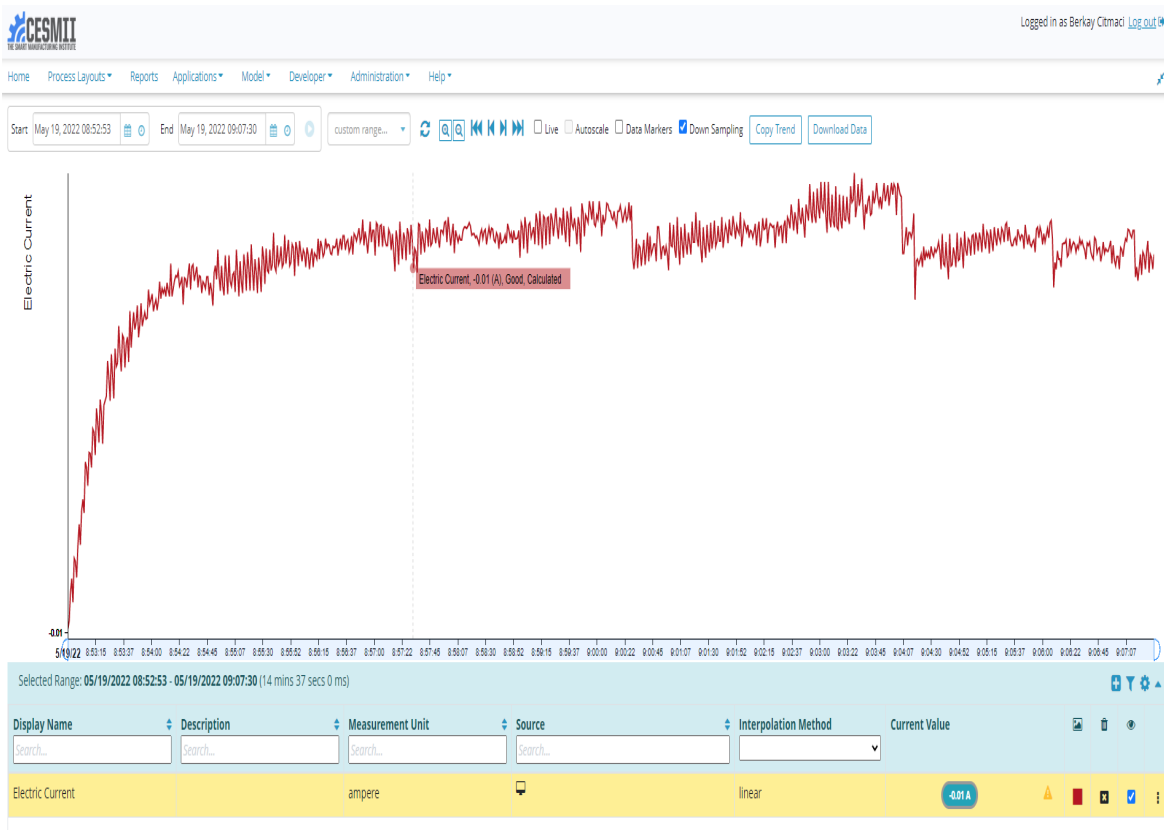 CESMII
THE SMART MANUFACTURING INSTITUTE
Logged in as Berkay Citmaci Log out
Home Process Layouts Reports Applications Model Developer Administration Help
Start May 19, 2022 08:52:53 End May 19, 2022 09:07:30 custom range... Live Autoscale Data Markers Down Sampling Copy Trend Download Data
Electric Current
Electric Current, -0.01 (A), Good, Calculated
-0.01
5/19/22 8:53:15 8:53:37 8:54:00 8:54:22 8:54:45 8:55:07 8:55:30 8:55:52 8:56:15 8:56:37 8:57:00 8:57:22 8:57:45 8:58:07 8:58:30 8:58:52 8:59:15 8:59:37 9:00:00 9:00:22 9:00:45 9:01:07 9:01:30 9:01:52 9:02:15 9:02:37 9:03:00 9:03:22 9:03:45 9:04:07 9:04:30 9:04:52 9:05:15 9:05:37 9:06:00 9:06:22 9:06:45 9:07:07
Selected Range: 05/19/2022 08:52:53 - 05/19/2022 09:07:30 (14 mins 37 secs 0 ms)
Display Name Description Measurement Unit Source Interpolation Method Current Value
Search... Search... Search... Search...
Electric Current ampere linear -0.01 A